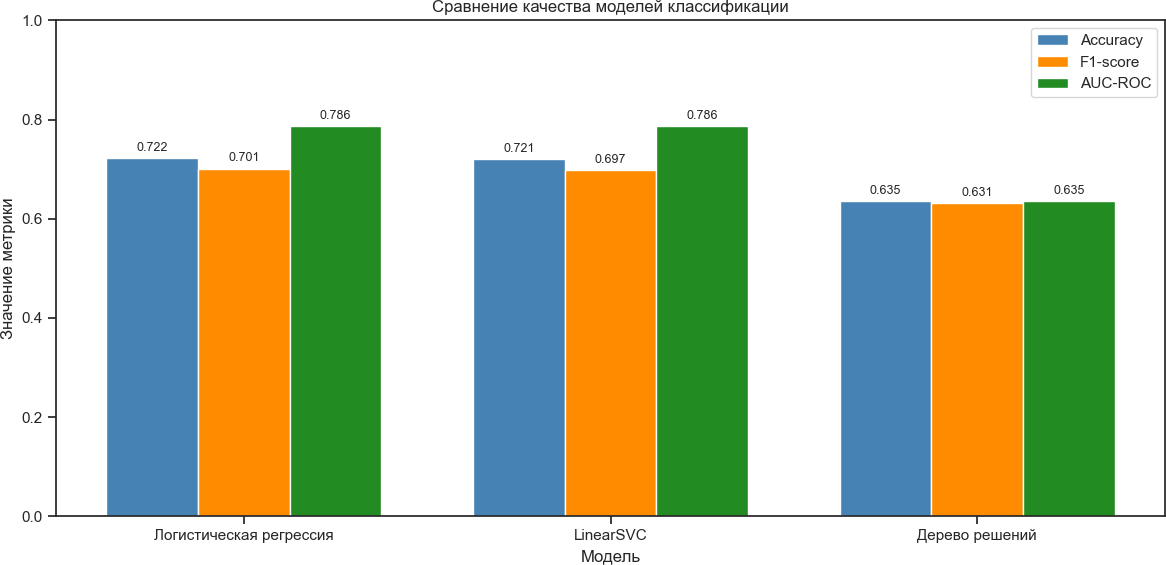 Сравнение качества моделей классификации
Accuracy
F1-score
AUC-ROC
Значение метрики
1.0
0.8
0.6
0.4
0.2
0.0
0.722
0.701
0.786
0.721
0.697
0.786
0.635
0.631
0.635
Логистическая регрессия
LinearSVC
Дерево решений
Модель